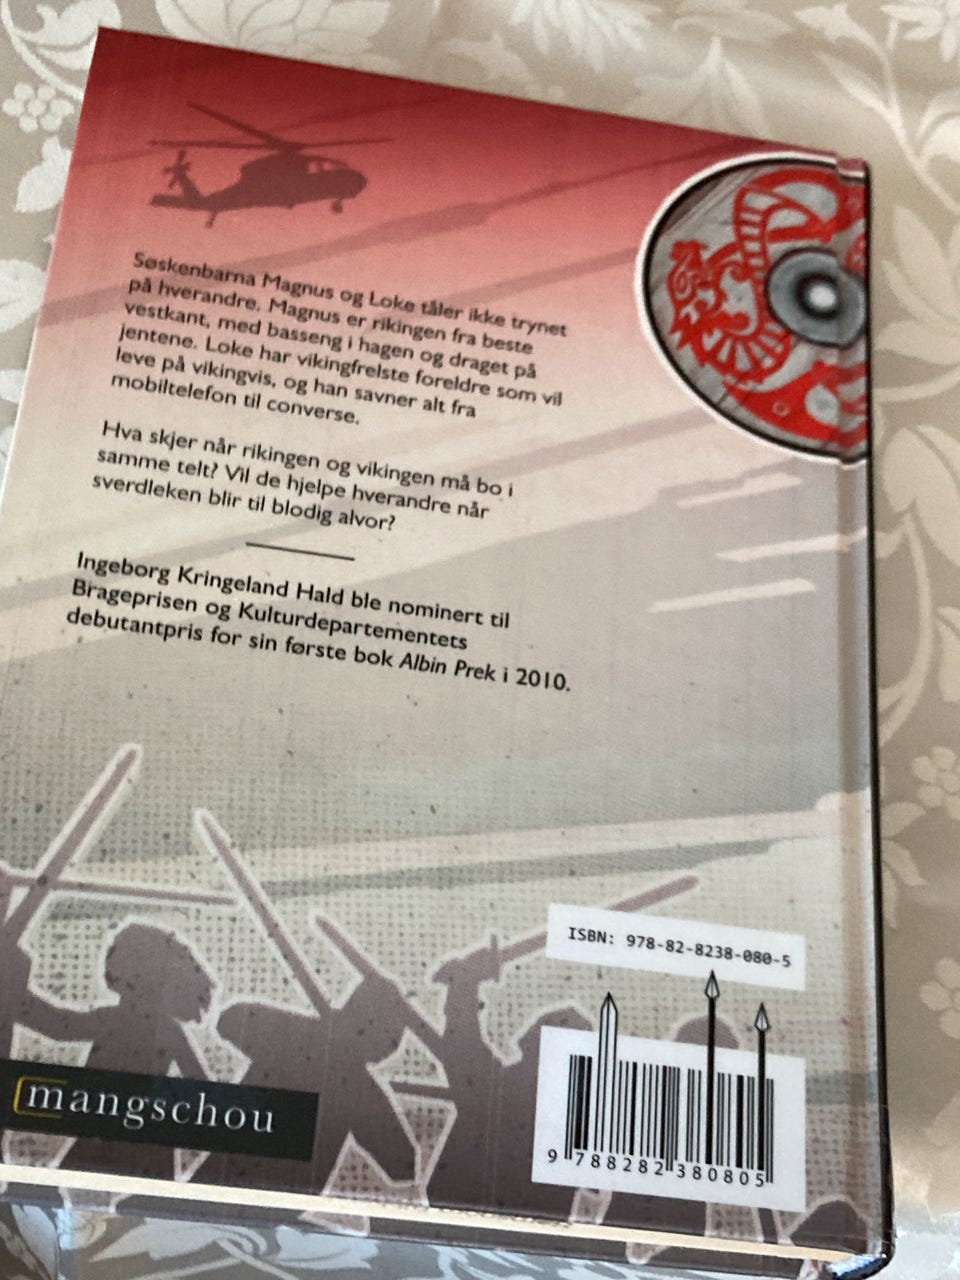 Søskenbarna Magnus og Loke tåler ikke trynet
på hverandre. Magnus er rikingen fra beste
vestkant, med basseng i hagen og draget på
jentene. Loke har vikingfrelste foreldre som vil
leve på vikingvis, og han savner alt fra
mobiltelefon til converse.
Hva skjer når rikingen og vikingen må bo i
samme telt? Vil de hjelpe hverandre når
sverdleken blir til blodig alvor?
Ingeborg Kringeland Hald ble nominert til
Brageprisen og Kulturdepartementets
debutantpris for sin første bok Albin Prek i 2010.
ISBN: 978-82-8238-080-5
9 788282 380805
mangschou